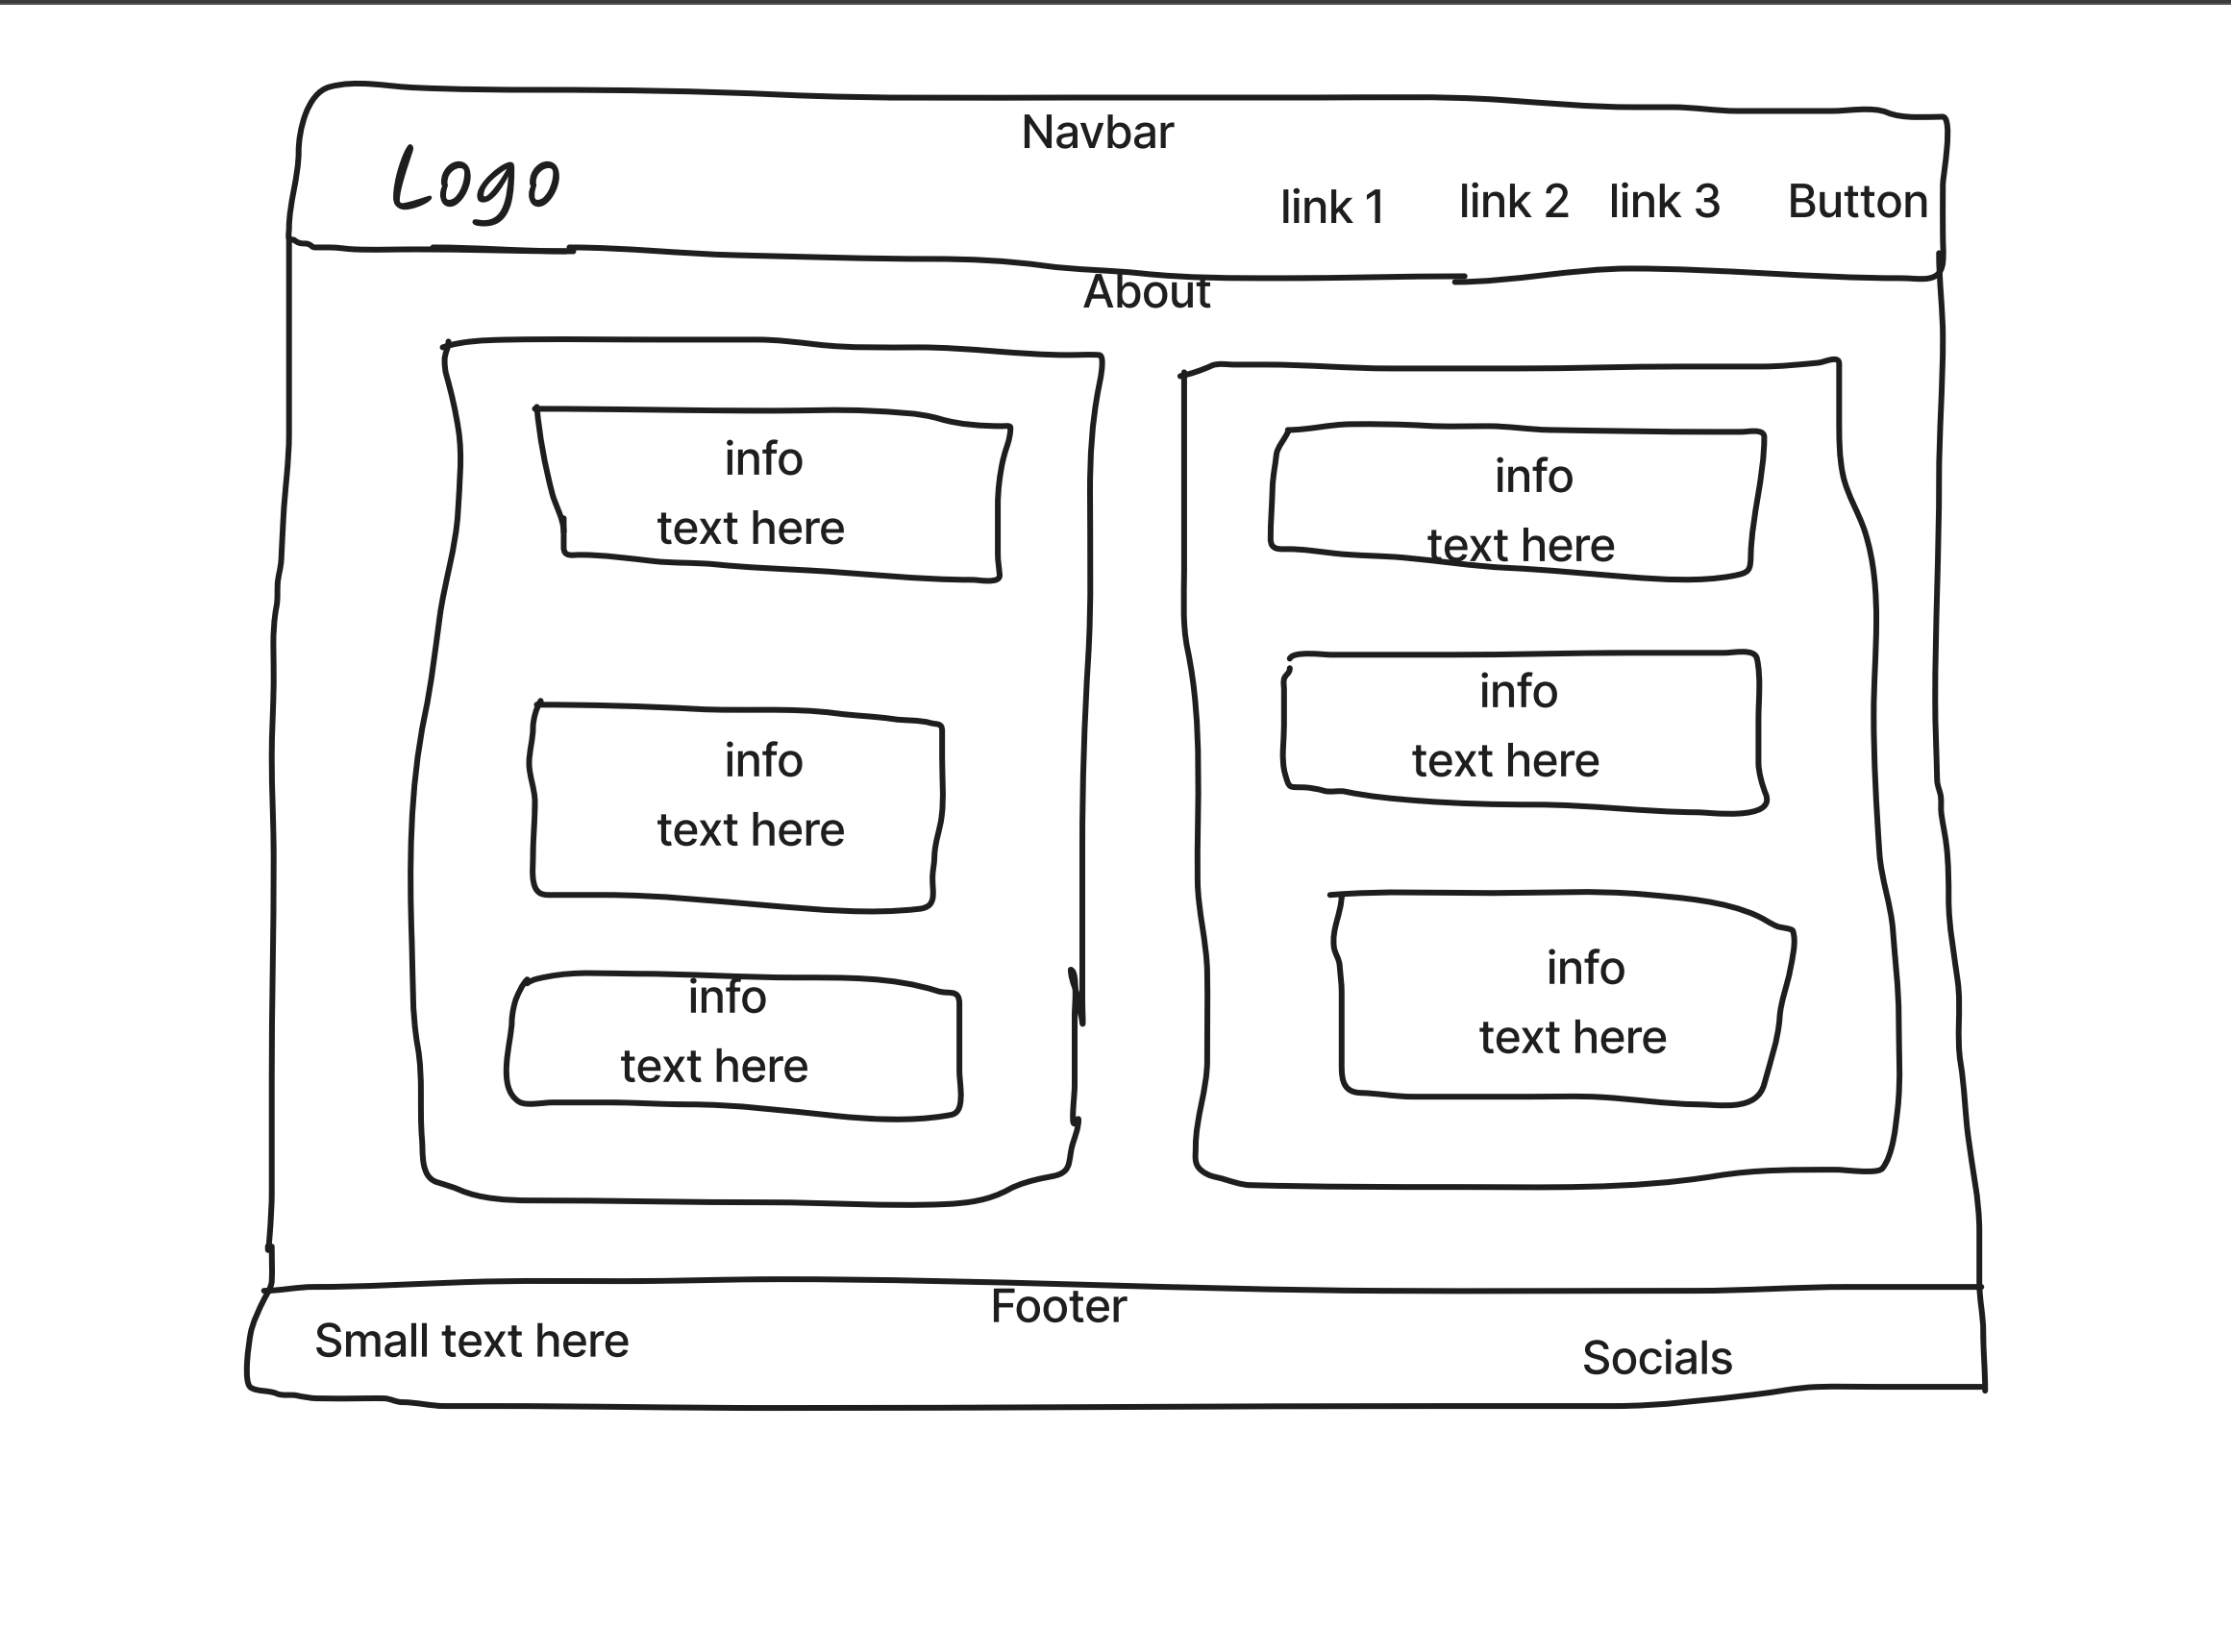 Navbar
Logo
link 1 link 2 link 3 Button
About
info
text here
info
text here
info
text here
info
text here
info
text here
info
text here
Footer
Small text here
Socials